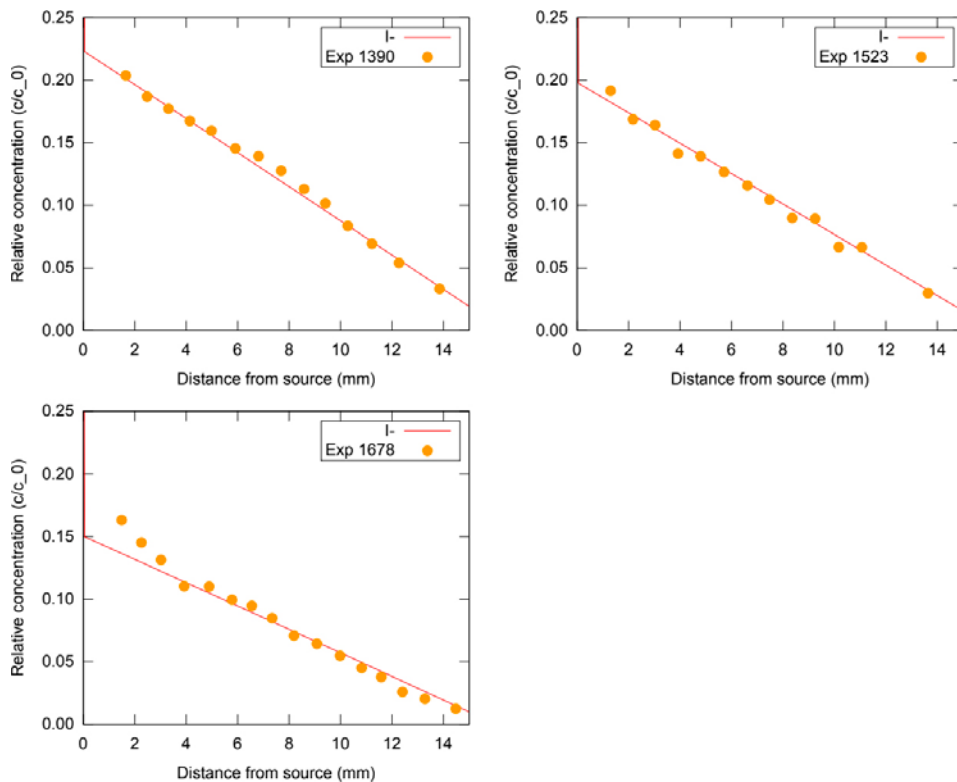 0.25
0.20
0.15
0.10
0.05
0.00
Relative concentration (c/c_0)
I-
Exp 1390
0 2 4 6 8 10 12 14
Distance from source (mm)
0.25
0.20
0.15
0.10
0.05
0.00
Relative concentration (c/c_0)
I-
Exp 1523
0 2 4 6 8 10 12 14
Distance from source (mm)
0.25
0.20
0.15
0.10
0.05
0.00
Relative concentration (c/c_0)
I-
Exp 1678
0 2 4 6 8 10 12 14
Distance from source (mm)